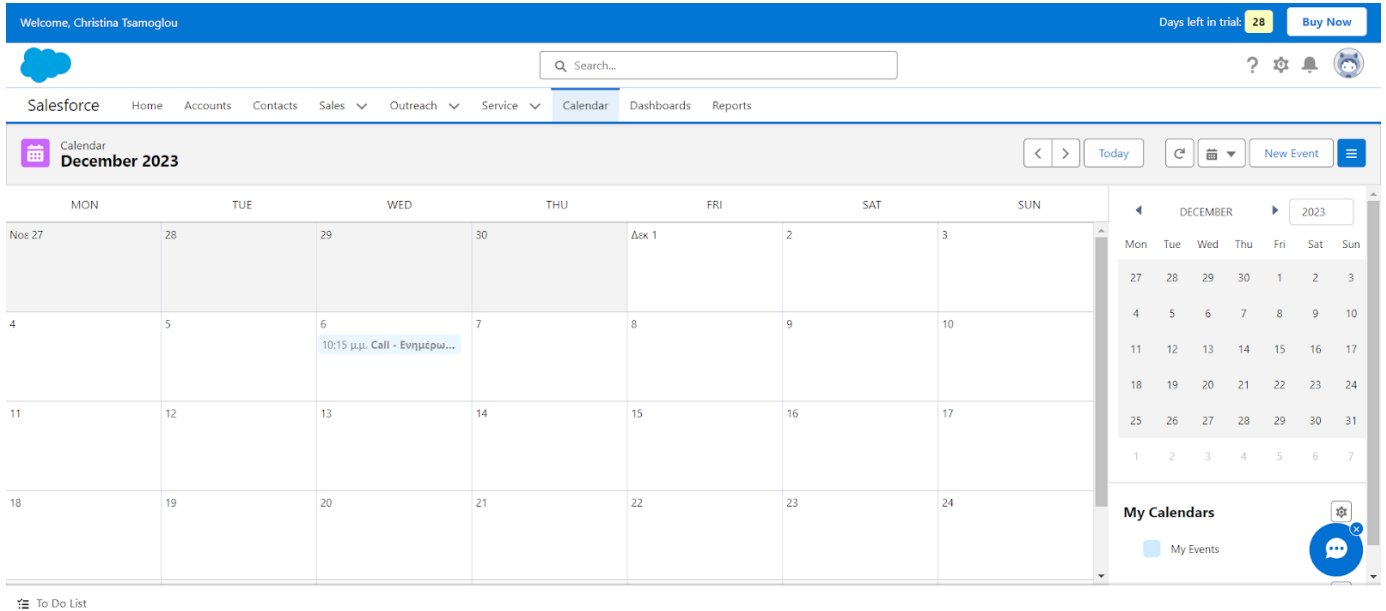 Welcome, Christina Tsamoglou
Days left in trial: 28 Buy Now
Search...
Salesforce Home Accounts Contacts Sales Outreach Service Calendar Dashboards Reports
Calendar
December 2023
Today New Event
MON TUE WED THU FRI SAT SUN
Νοε 27 28 29 30 Δεκ 1 2 3
4 5 6 7 8 9 10
10:15 μ.μ. Call - Ενημέρω...
11 12 13 14 15 16 17
18 19 20 21 22 23 24
DECEMBER 2023
Mon Tue Wed Thu Fri Sat Sun
27 28 29 30 1 2 3
4 5 6 7 8 9 10
11 12 13 14 15 16 17
18 19 20 21 22 23 24
25 26 27 28 29 30 31
1 2 3 4 5 6 7
My Calendars
My Events
To Do List